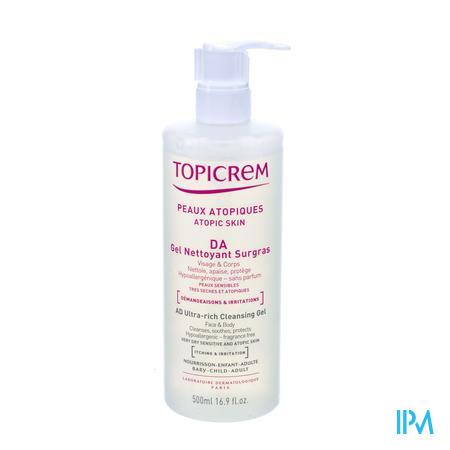 TOPICREM
PEAUX ATOPIQUES
ATOPIC SKIN
DA
Gel Nettoyant Surgras
Visage & Corps
Nettoie, apaise, protège
Hypoallergénique – sans parfum
PEAUX SENSIBLES
TRES SECHES ET ATOPIQUES
[DÉMANGEAISONS & IRRITATIONS]
AD Ultra-rich Cleansing Gel
Face & Body
Cleanses, soothes, protects
Hypoallergenic - fragrance free
VERY DRY SENSITIVE AND ATOPIC SKIN
[ITCHING & IRRITATION]
NOURRISSON-ENFANT-ADULTE
BABY-CHILD-ADULT
LABORATOIRE DERMATOLOGIQUE
PARIS
500ml 16.9 fl.oz.
IPM